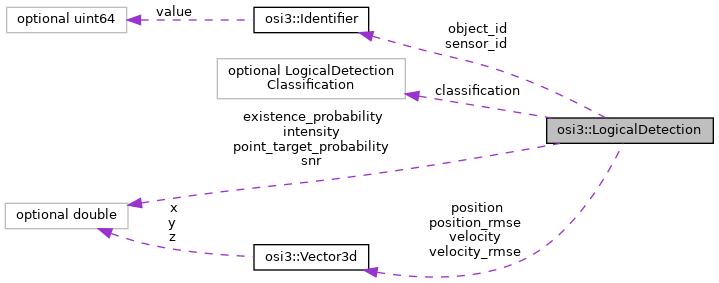 optional uint64
value
osi3::Identifier
object_id
sensor_id
optional LogicalDetection
Classification
classification
osi3::LogicalDetection
existence_probability
intensity
point_target_probability
snr
optional double
x
y
z
osi3::Vector3d
position
position_rmse
velocity
velocity_rmse